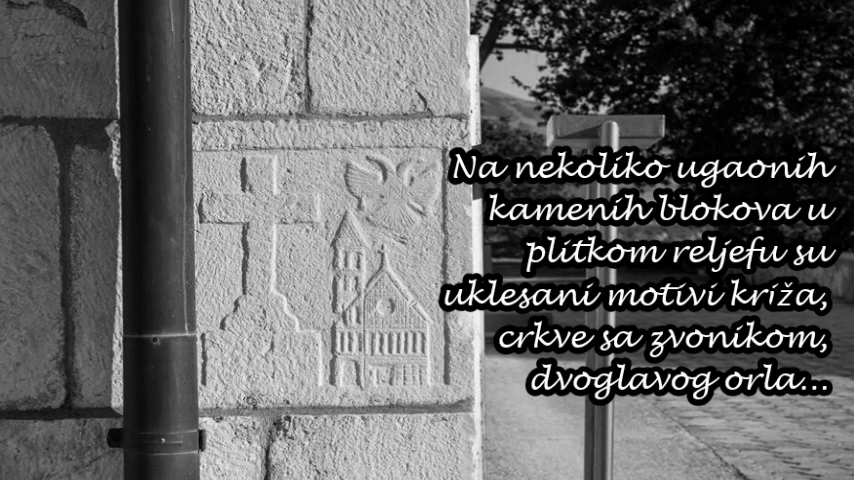 Na nekoliko ugaonih
kamenih blokova u
plitkom reljefu su
uklesani motivi križa,
crkve sa zvonikom,
dvoglavog orla...